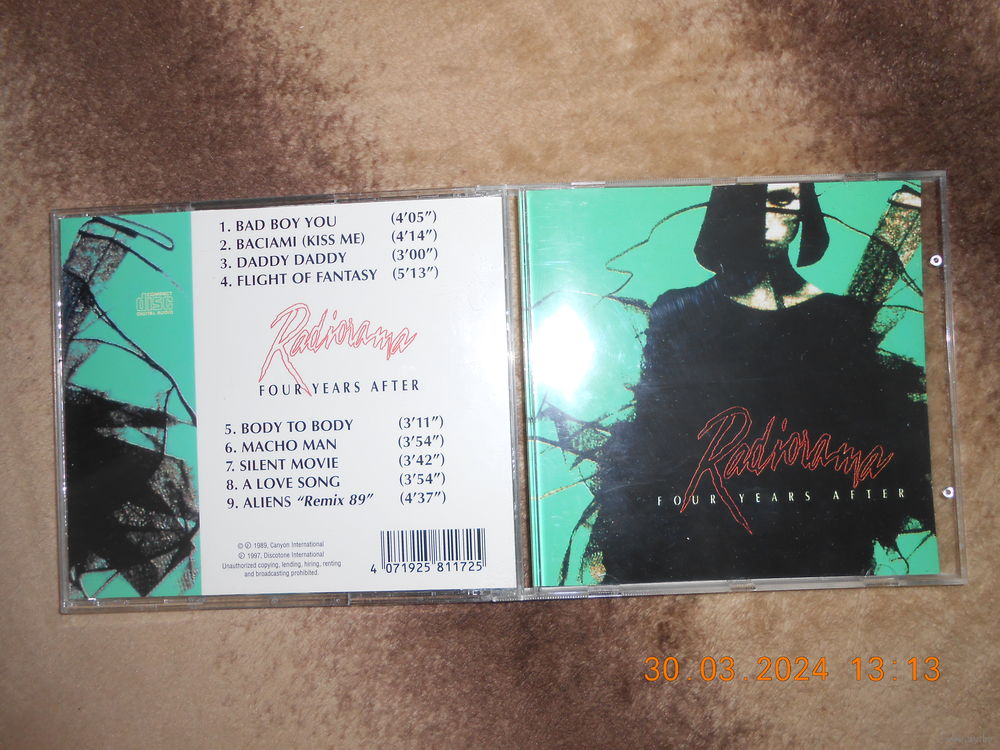 1. BAD BOY YOU (4'05")
2. BACIAMI (KISS ME) (4'14")
3. DADDY DADDY (3'00")
4. FLIGHT OF FANTASY (5'13")
COMPACT
disc
DIGITAL AUDIO
Radiorama
FOUR YEARS AFTER
5. BODY TO BODY (3'11")
6. MACHO MAN (3'54")
7. SILENT MOVIE (3'42")
8. A LOVE SONG (3'54")
9. ALIENS "Remix 89" (4'37")
© ℗ 1989, Canyon International
℗ 1997, Discotone International
Unauthorized copying, lending, hiring, renting
and broadcasting prohibited.
4 071925 811725
Radiorama
FOUR YEARS AFTER
30.03.2024 13:13